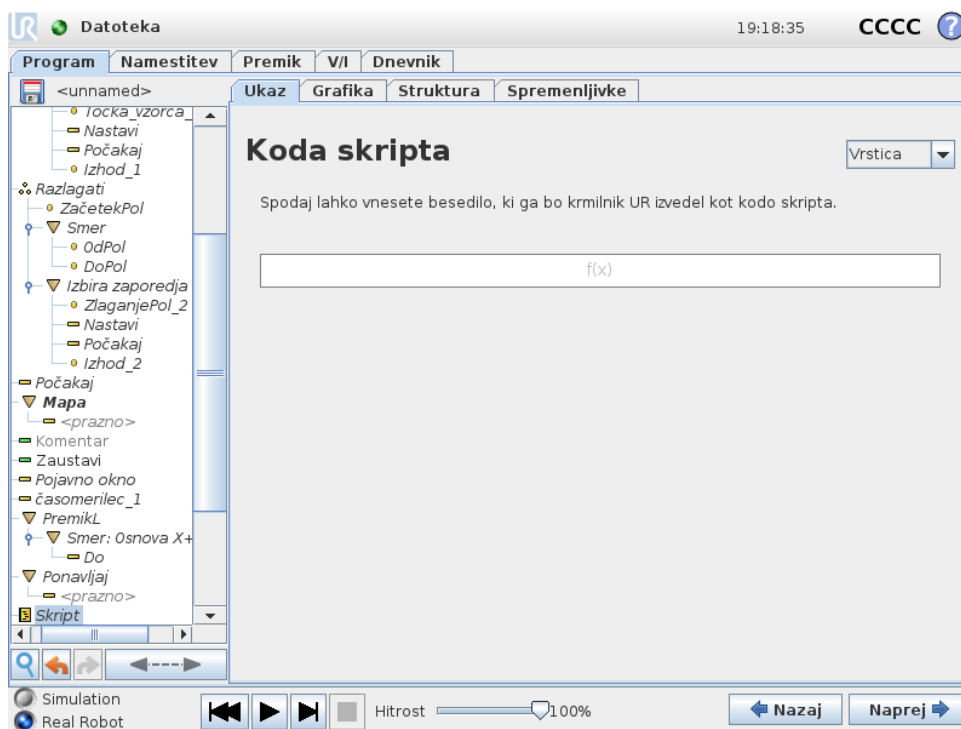 UR Datoteka 19:18:35 CCCC ?
Program Namestitev Premik V/I Dnevnik
<unnamed> Ukaz Grafika Struktura Spremenljivke
Točka_vzorca_
Nastavi
Počakaj
Izhod_1
Razlagati
ZačetekPol
Smer
OdPol
DoPol
Izbira zaporedja
ZlaganjePol_2
Nastavi
Počakaj
Izhod_2
Počakaj
Mapa
<prazno>
Komentar
Zaustavi
Pojavno okno
časomerilec_1
PremikL
Smer: Osnova X+
Do
Ponavljaj
<prazno>
Skript
Koda skripta
Vrstica
Spodaj lahko vnesete besedilo, ki ga bo krmilnik UR izvedel kot kodo skripta.
f(x)
Simulation
Real Robot
Hitrost 100%
Nazaj Naprej